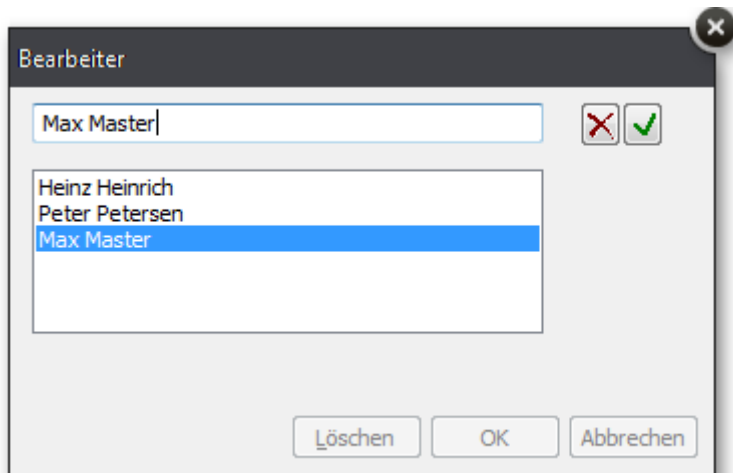 Bearbeiter
Max Master
Heinz Heinrich
Peter Petersen
Max Master
Löschen OK Abbrechen